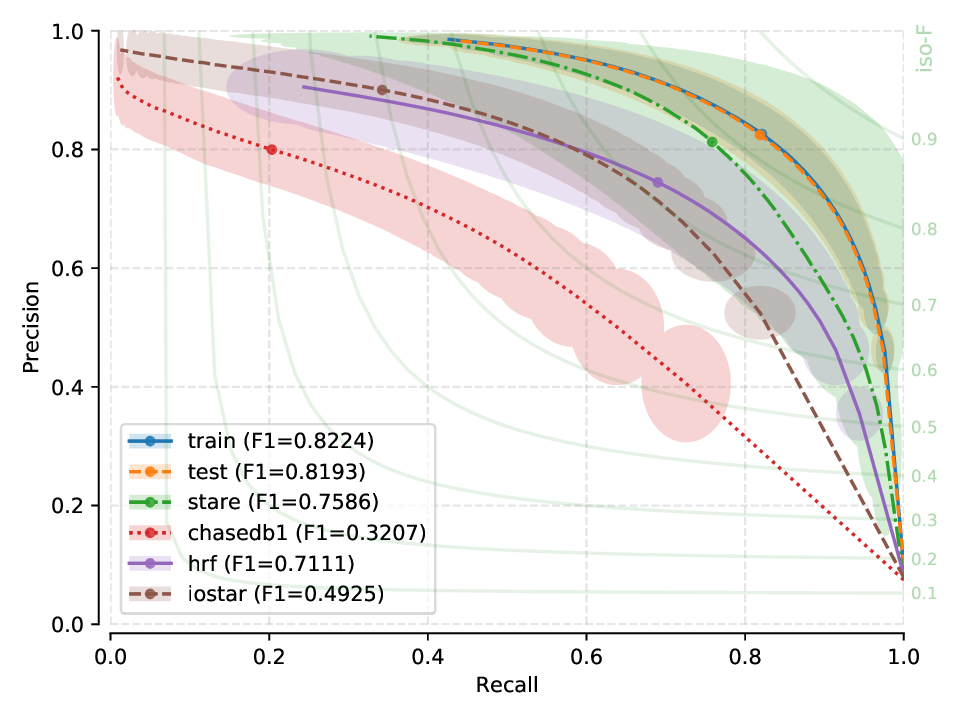 iso-F
1.0
0.8
0.6
0.4
0.2
0.0
Precision
0.9
0.8
0.7
0.6
0.5
0.4
0.3
0.2
0.1
train (F1=0.8224)
test (F1=0.8193)
stare (F1=0.7586)
chasedb1 (F1=0.3207)
hrf (F1=0.7111)
iostar (F1=0.4925)
0.0 0.2 0.4 0.6 0.8 1.0
Recall